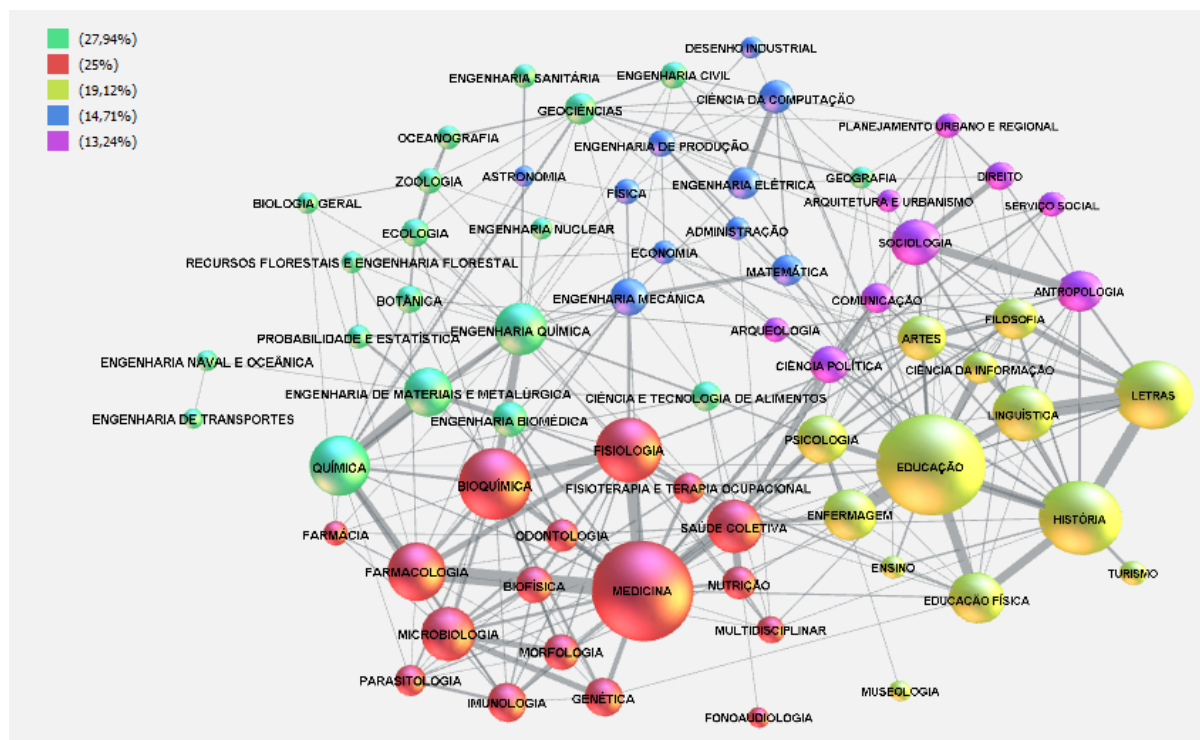 (27,94%)
(25%)
(19,12%)
(14,71%)
(13,24%)
DESENHO INDUSTRIAL
ENGENHARIA SANITÁRIA
ENGENHARIA CIVIL
CIÊNCIA DA COMPUTAÇÃO
GEOCIÊNCIAS
PLANEJAMENTO URBANO E REGIONAL
OCEANOGRAFIA
ENGENHARIA DE PRODUÇÃO
ZOOLOGIA
ASTRONOMIA
FÍSICA
ENGENHARIA ELÉTRICA
GEOGRAFIA
DIREITO
BIOLOGIA GERAL
ARQUITETURA E URBANISMO
SERVIÇO SOCIAL
ECOLOGIA
ENGENHARIA NUCLEAR
ADMINISTRAÇÃO
SOCIOLOGIA
ECONOMIA
RECURSOS FLORESTAIS E ENGENHARIA FLORESTAL
MATEMÁTICA
BOTÂNICA
ENGENHARIA MECÂNICA
COMUNICAÇÃO
ANTROPOLOGIA
FILOSOFIA
ENGENHARIA QUÍMICA
ARQUEOLOGIA
PROBABILIDADE E ESTATÍSTICA
ARTES
ENGENHARIA NAVAL E OCEÂNICA
CIÊNCIA POLÍTICA
CIÊNCIA DA INFORMAÇÃO
ENGENHARIA DE MATERIAIS E METALÚRGICA
CIÊNCIA E TECNOLOGIA DE ALIMENTOS
LETRAS
ENGENHARIA DE TRANSPORTES
ENGENHARIA BIOMÉDICA
LINGUÍSTICA
PSICOLOGIA
FISIOLOGIA
QUÍMICA
EDUCAÇÃO
BIOQUÍMICA
FISIOTERAPIA E TERAPIA OCUPACIONAL
ENFERMAGEM
HISTÓRIA
SAÚDE COLETIVA
FARMÁCIA
ODONTOLOGIA
ENSINO
TURISMO
FARMACOLOGIA
BIOFÍSICA
MEDICINA
NUTRIÇÃO
EDUCAÇÃO FÍSICA
MULTIDISCIPLINAR
MICROBIOLOGIA
MORFOLOGIA
PARASITOLOGIA
MUSEOLOGIA
IMUNOLOGIA
GENÉTICA
FONOAUDIOLOGIA